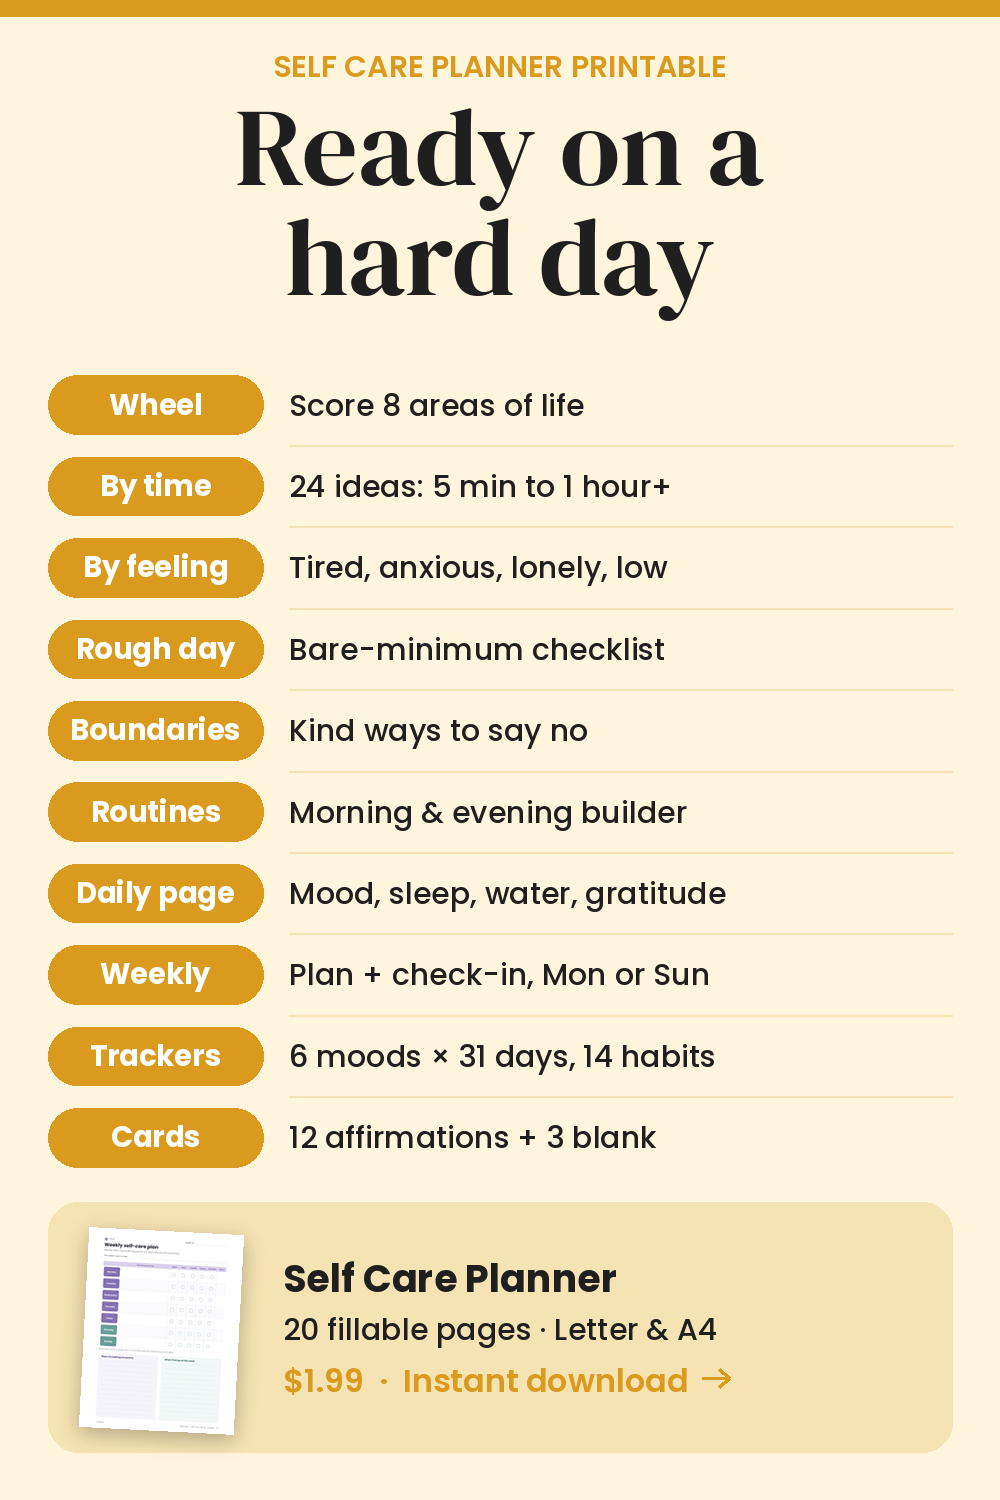 SELF CARE PLANNER PRINTABLE
Ready on a
hard day
Wheel Score 8 areas of life
By time 24 ideas: 5 min to 1 hour+
By feeling Tired, anxious, lonely, low
Rough day Bare-minimum checklist
Boundaries Kind ways to say no
Routines Morning & evening builder
Daily page Mood, sleep, water, gratitude
Weekly Plan + check-in, Mon or Sun
Trackers 6 moods × 31 days, 14 habits
Cards 12 affirmations + 3 blank
Weekly self-care plan
Self Care Planner
20 fillable pages · Letter & A4
$1.99 · Instant download →